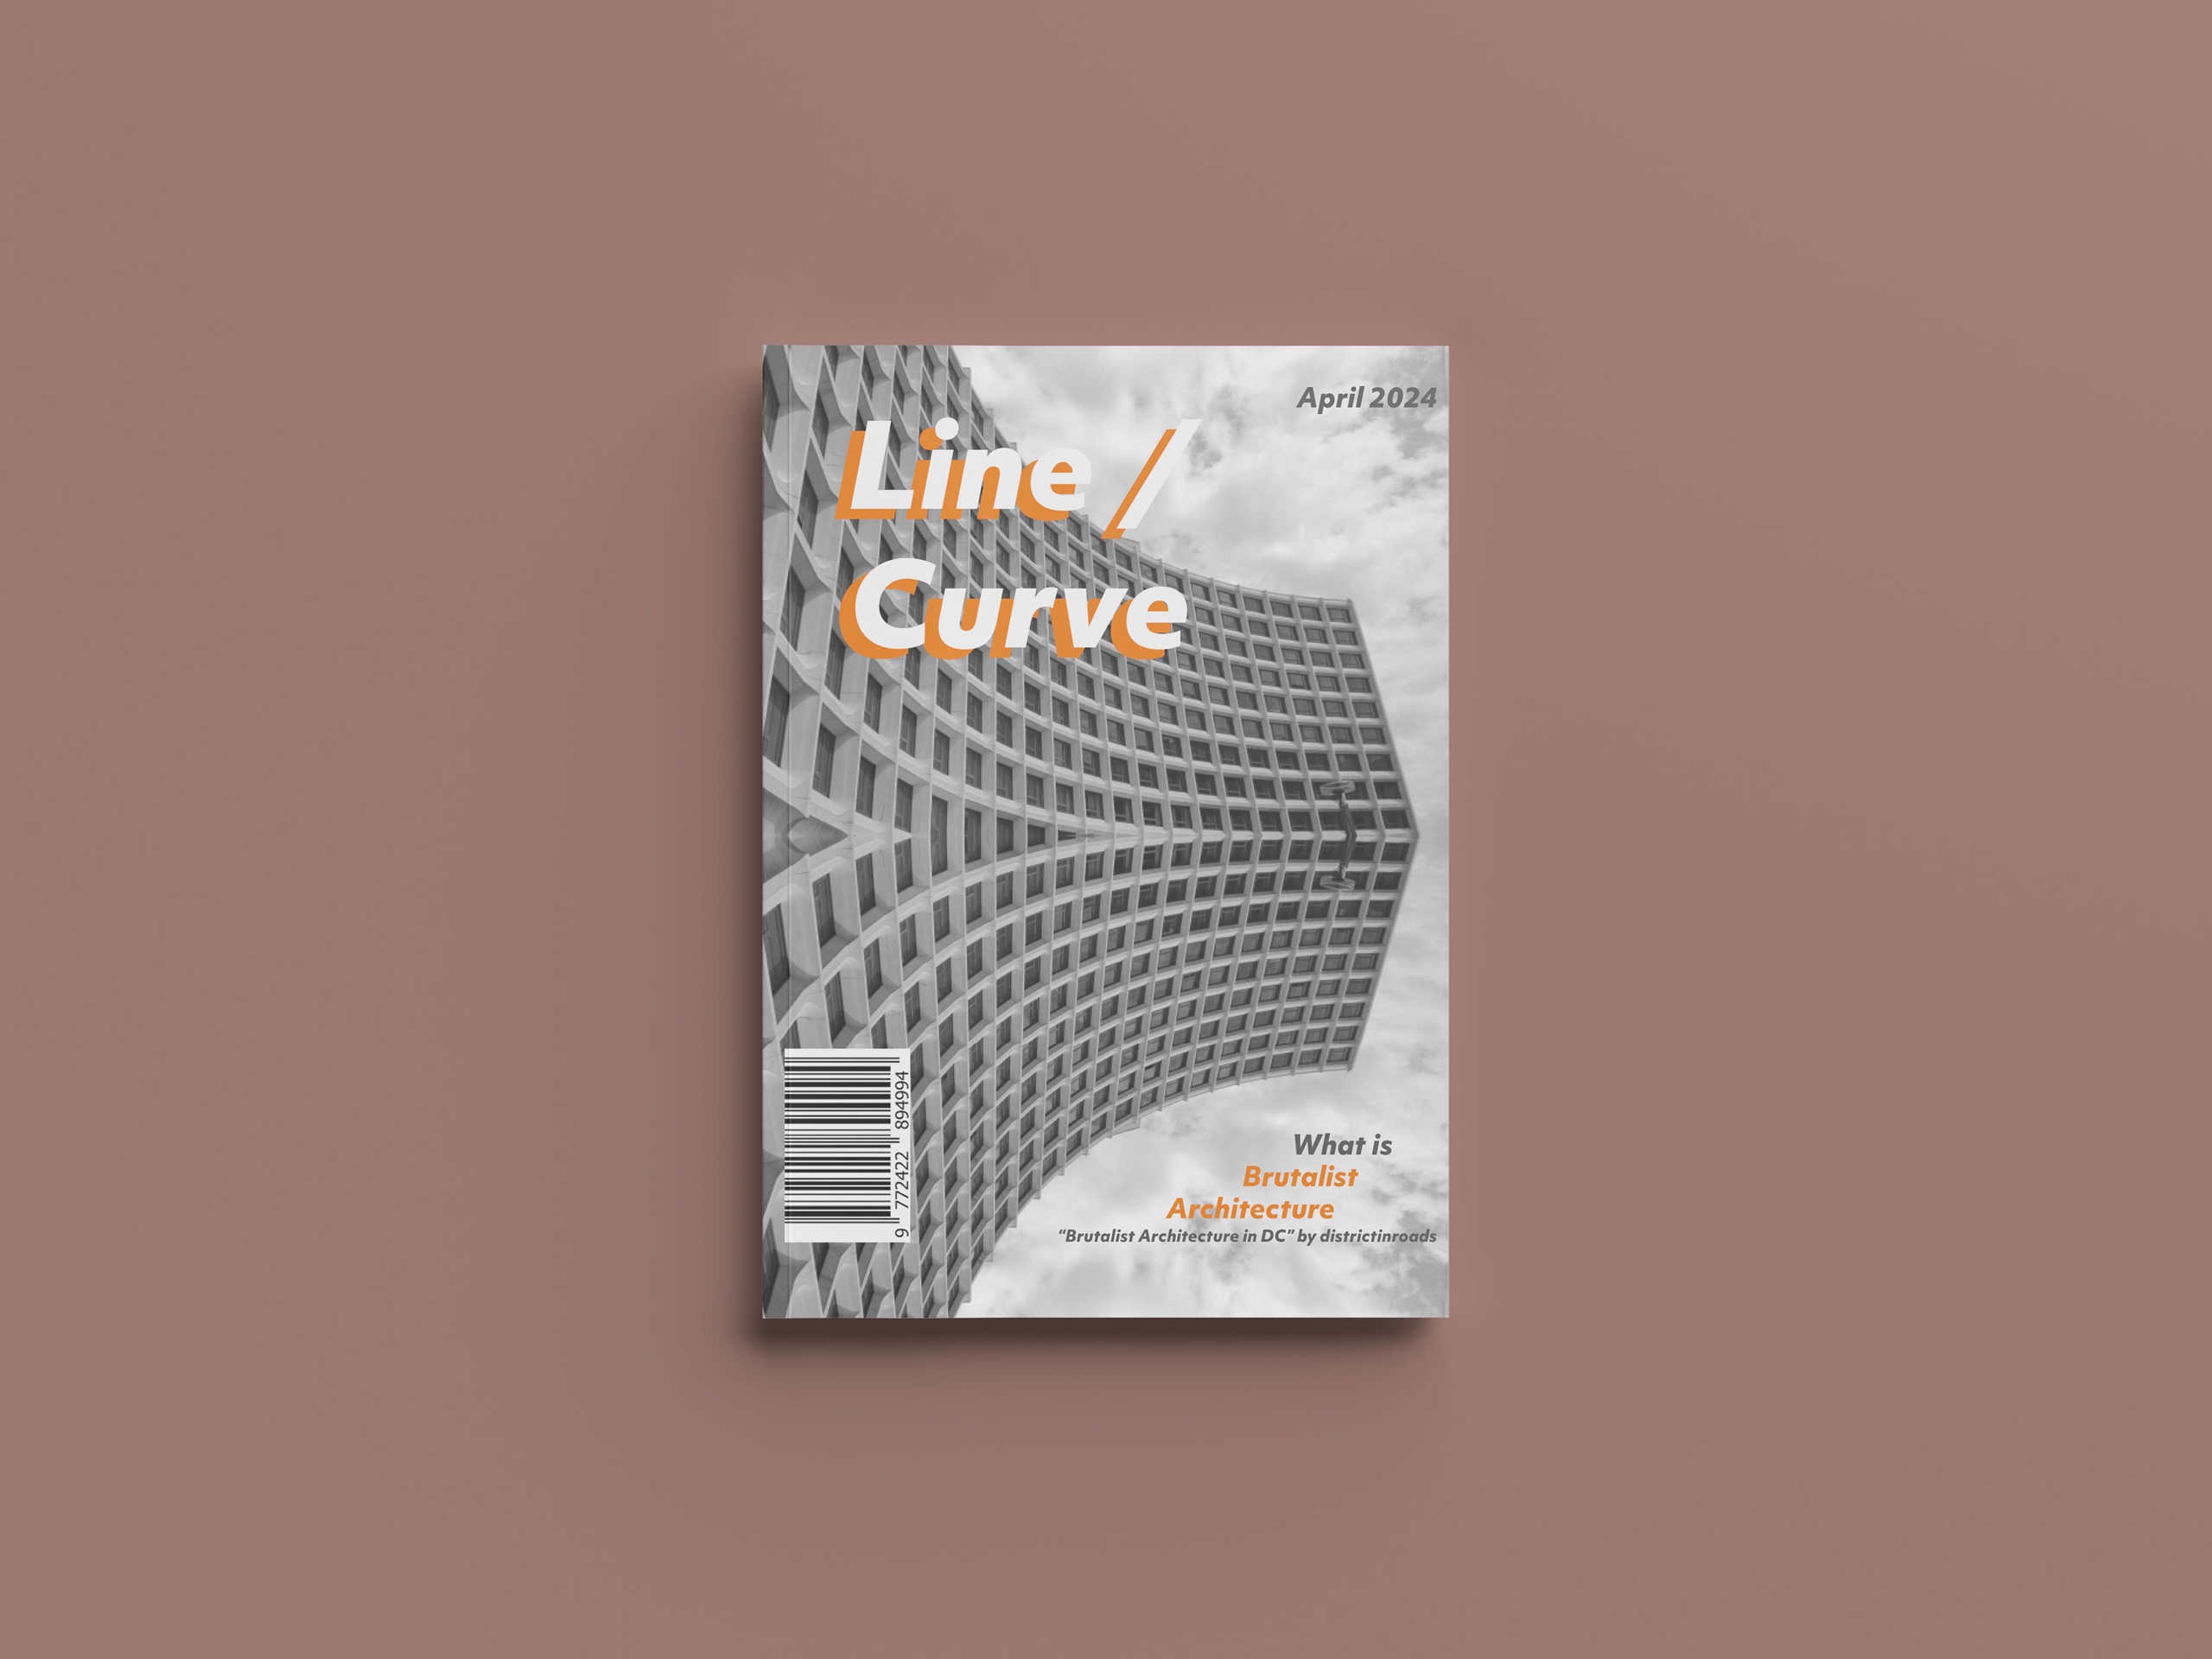 April 2024
Line /
Curve
What is
Brutalist
Architecture
“Brutalist Architecture in DC” by districtinroads
9 772422 894994